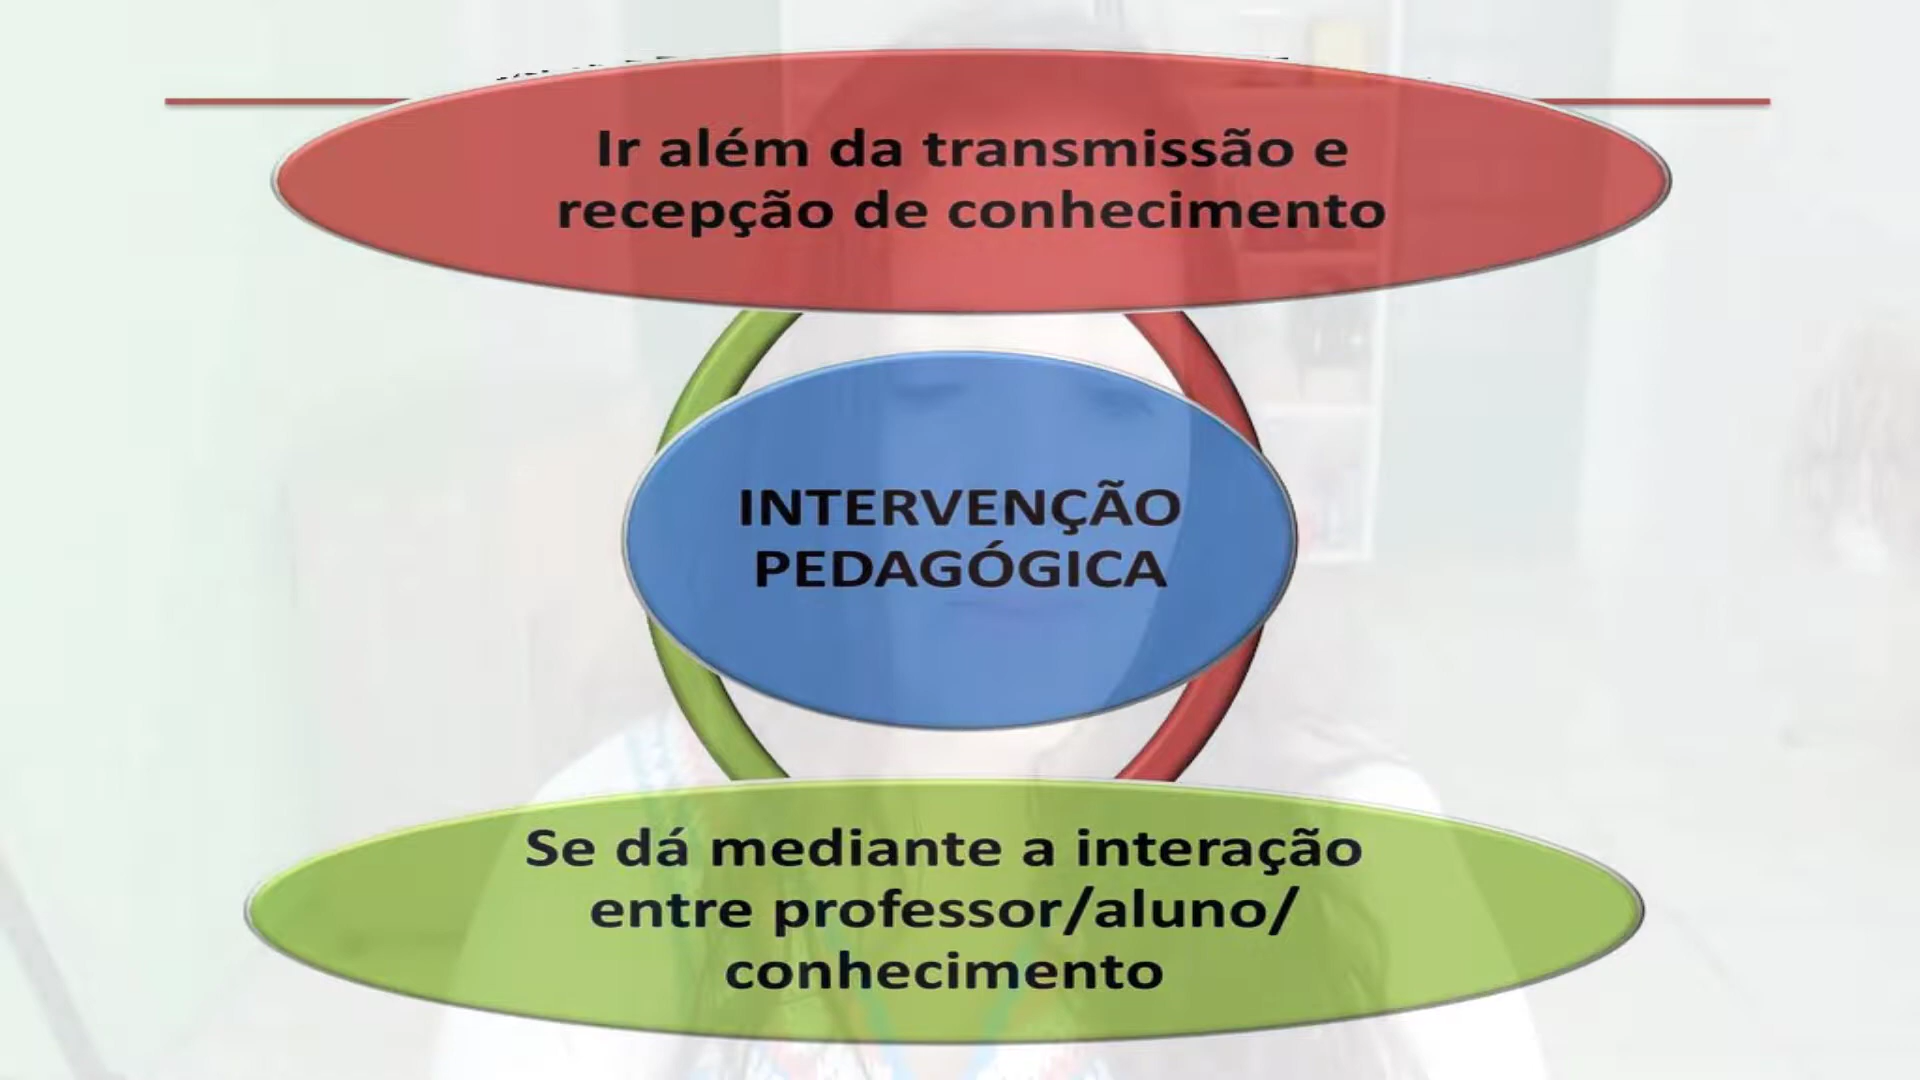 Ir além da transmissão e
recepção de conhecimento
INTERVENÇÃO
PEDAGÓGICA
Se dá mediante a interação
entre professor/aluno/
conhecimento